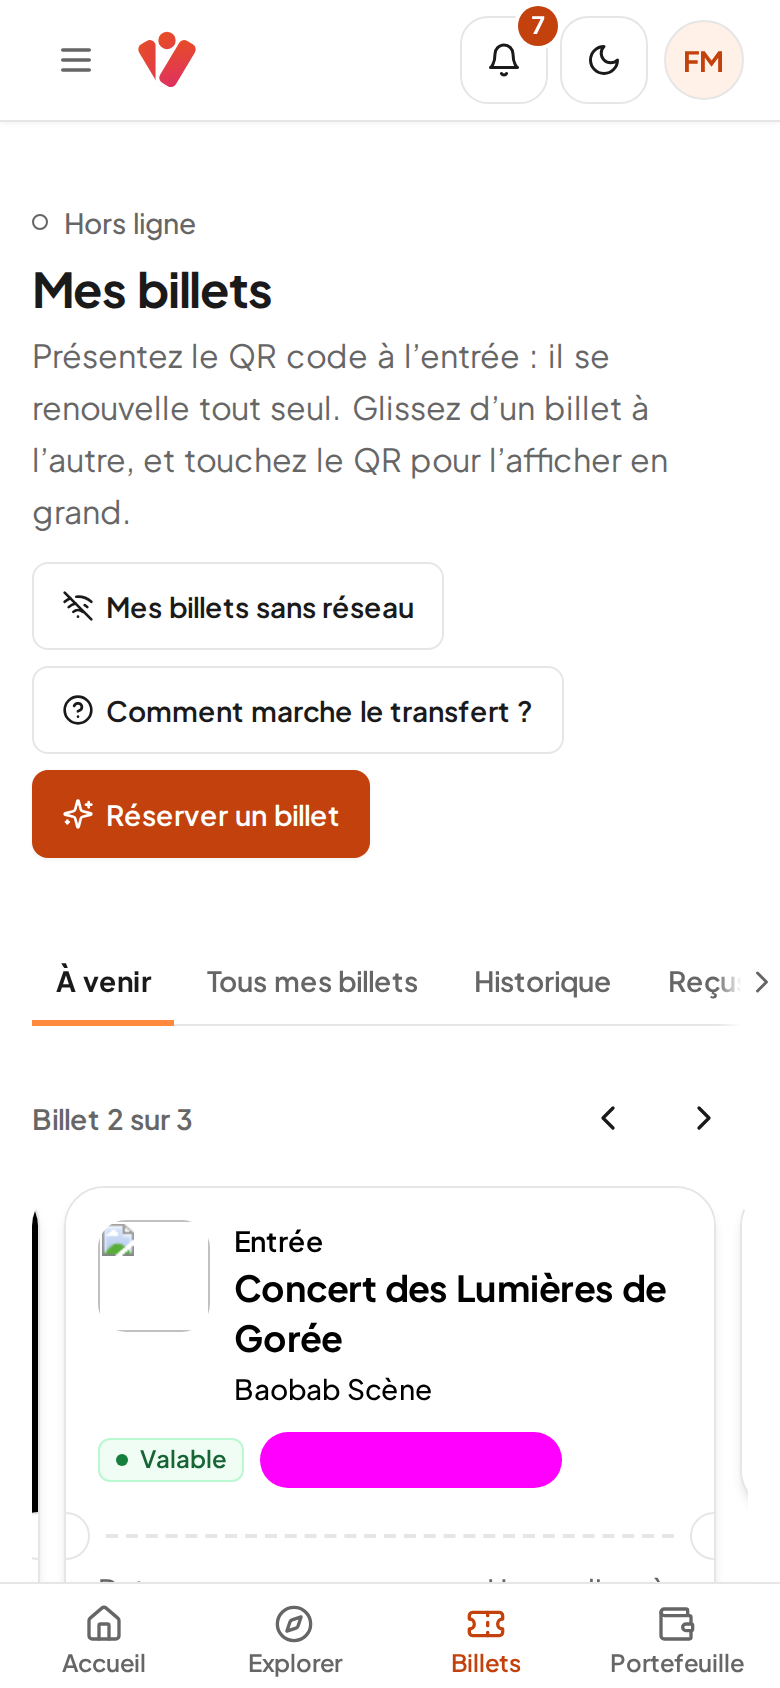 7
FM
Hors ligne
Mes billets
Présentez le QR code à l’entrée : il se
renouvelle tout seul. Glissez d’un billet à
l’autre, et touchez le QR pour l’afficher en
grand.
Mes billets sans réseau
Comment marche le transfert ?
Réserver un billet
À venir
Tous mes billets
Historique
Reçus
Billet 2 sur 3
Entrée
Concert des Lumières de
Gorée
Baobab Scène
Valable
Accueil
Explorer
Billets
Portefeuille